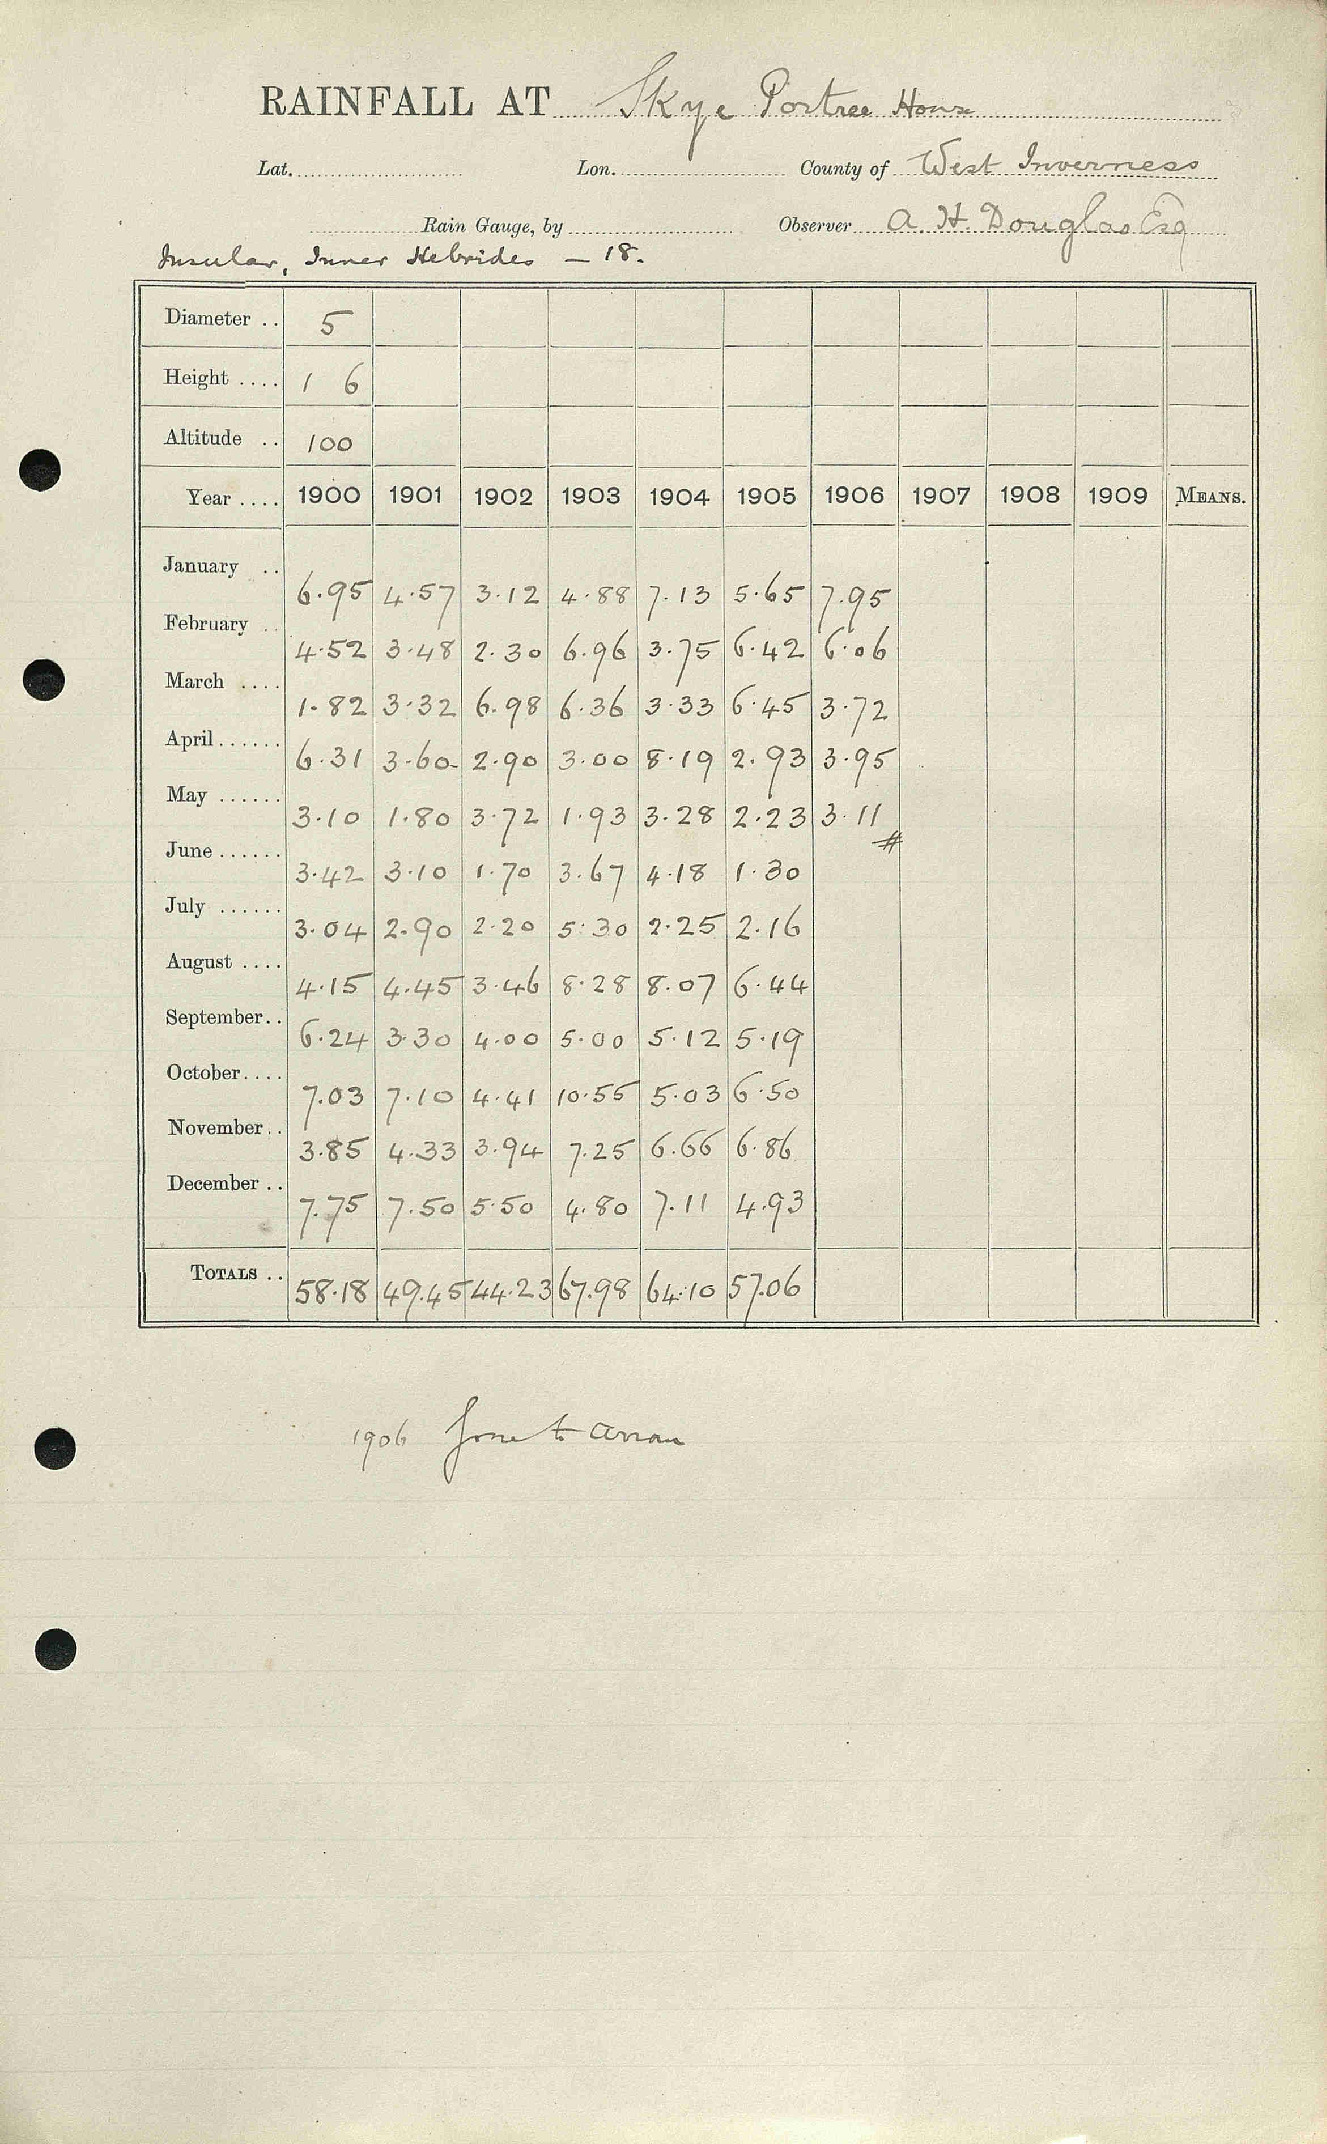 RAINFALL AT Skye Portree House
Lat. Lon. County of West Inverness
Rain Gauge, by Observer A. H. Douglas Esq
Insular, Inner Hebrides — 18.
Diameter .. 5
Height .... 1 6
Altitude .. 100
Year .... 1900 1901 1902 1903 1904 1905 1906 1907 1908 1909 MEANS.
January .. 6.95 4.57 3.12 4.88 7.13 5.65 7.95
February .. 4.52 3.48 2.30 6.96 3.75 6.42 6.06
March .... 1.82 3.32 6.98 6.36 3.33 6.45 3.72
April...... 6.31 3.60 2.90 3.00 8.19 2.93 3.95
May ...... 3.10 1.80 3.72 1.93 3.28 2.23 3.11
#
June ...... 3.42 3.10 1.70 3.67 4.18 1.30
July ...... 3.04 2.90 2.20 5.30 2.25 2.16
August .... 4.15 4.45 3.46 8.28 8.07 6.44
September.. 6.24 3.30 4.00 5.00 5.12 5.19
October.... 7.03 7.10 4.41 10.55 5.03 6.50
November.. 3.85 4.33 3.94 7.25 6.66 6.86
December .. 7.75 7.50 5.50 4.80 7.11 4.93
TOTALS .. 58.18 49.45 44.23 67.98 64.10 57.06
1906 gone to Arran